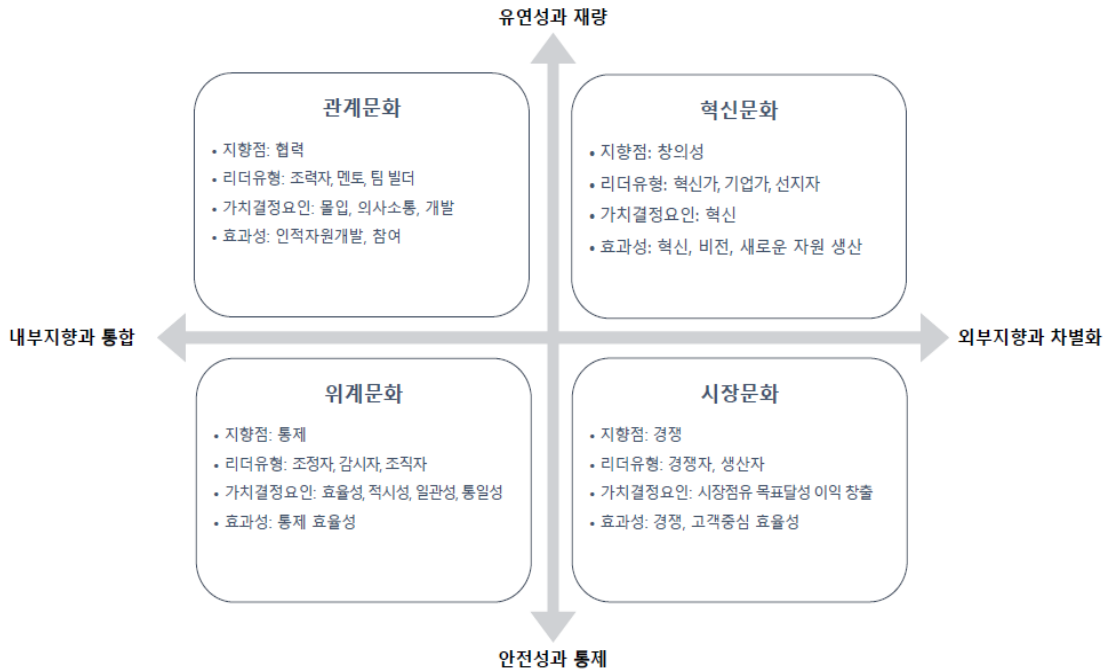 유연성과 재량
관계문화
• 지향점: 협력
• 리더유형: 조력자, 멘토, 팀 빌더
• 가치결정요인: 몰입, 의사소통, 개발
• 효과성: 인적자원개발, 참여
혁신문화
• 지향점: 창의성
• 리더유형: 혁신가, 기업가, 선지자
• 가치결정요인: 혁신
• 효과성: 혁신, 비전, 새로운 자원 생산
내부지향과 통합
외부지향과 차별화
위계문화
• 지향점: 통제
• 리더유형: 조정자, 감시자, 조직자
• 가치결정요인: 효율성, 적시성, 일관성, 통일성
• 효과성: 통제 효율성
시장문화
• 지향점: 경쟁
• 리더유형: 경쟁자, 생산자
• 가치결정요인: 시장점유 목표달성 이익 창출
• 효과성: 경쟁, 고객중심 효율성
안전성과 통제